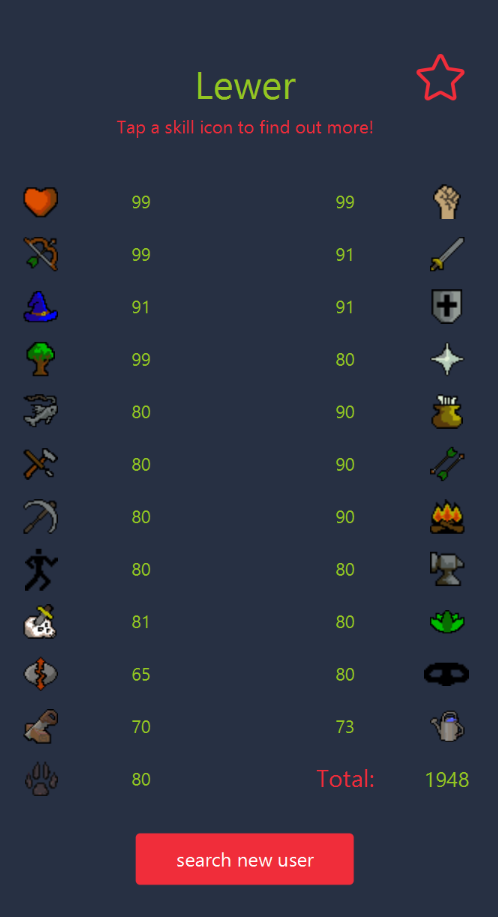 Lewer
Tap a skill icon to find out more!
99 99
99 91
91 91
99 80
80 90
80 90
80 90
80 80
81 80
65 80
70 73
80 Total: 1948
search new user